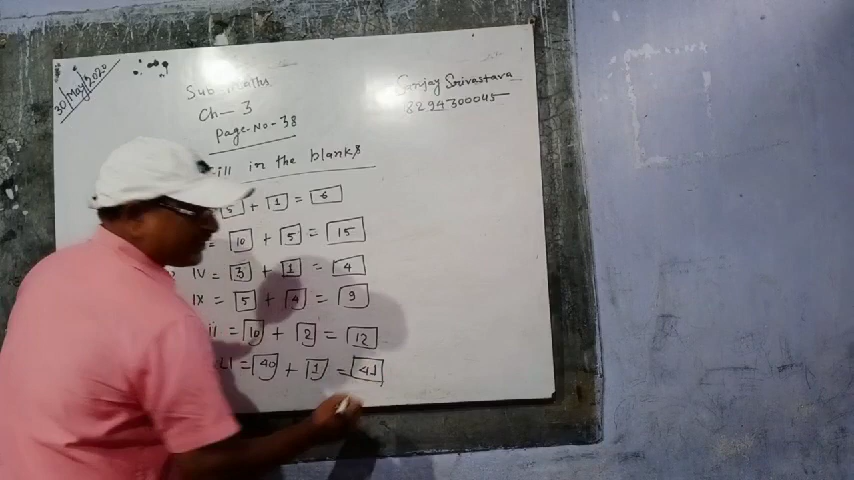 30/May/2020
Sub Maths
Ch- 3
Page-No-38
Sanjay Srivastava
8294300045
ill in the blanks
5 + 1 = 6
= 10 + 5 = 15
IV = 3 + 1 = 4
IX = 5 + 4 = 9
ii = 10 + 2 = 12
LI = 40 + 1 = 41